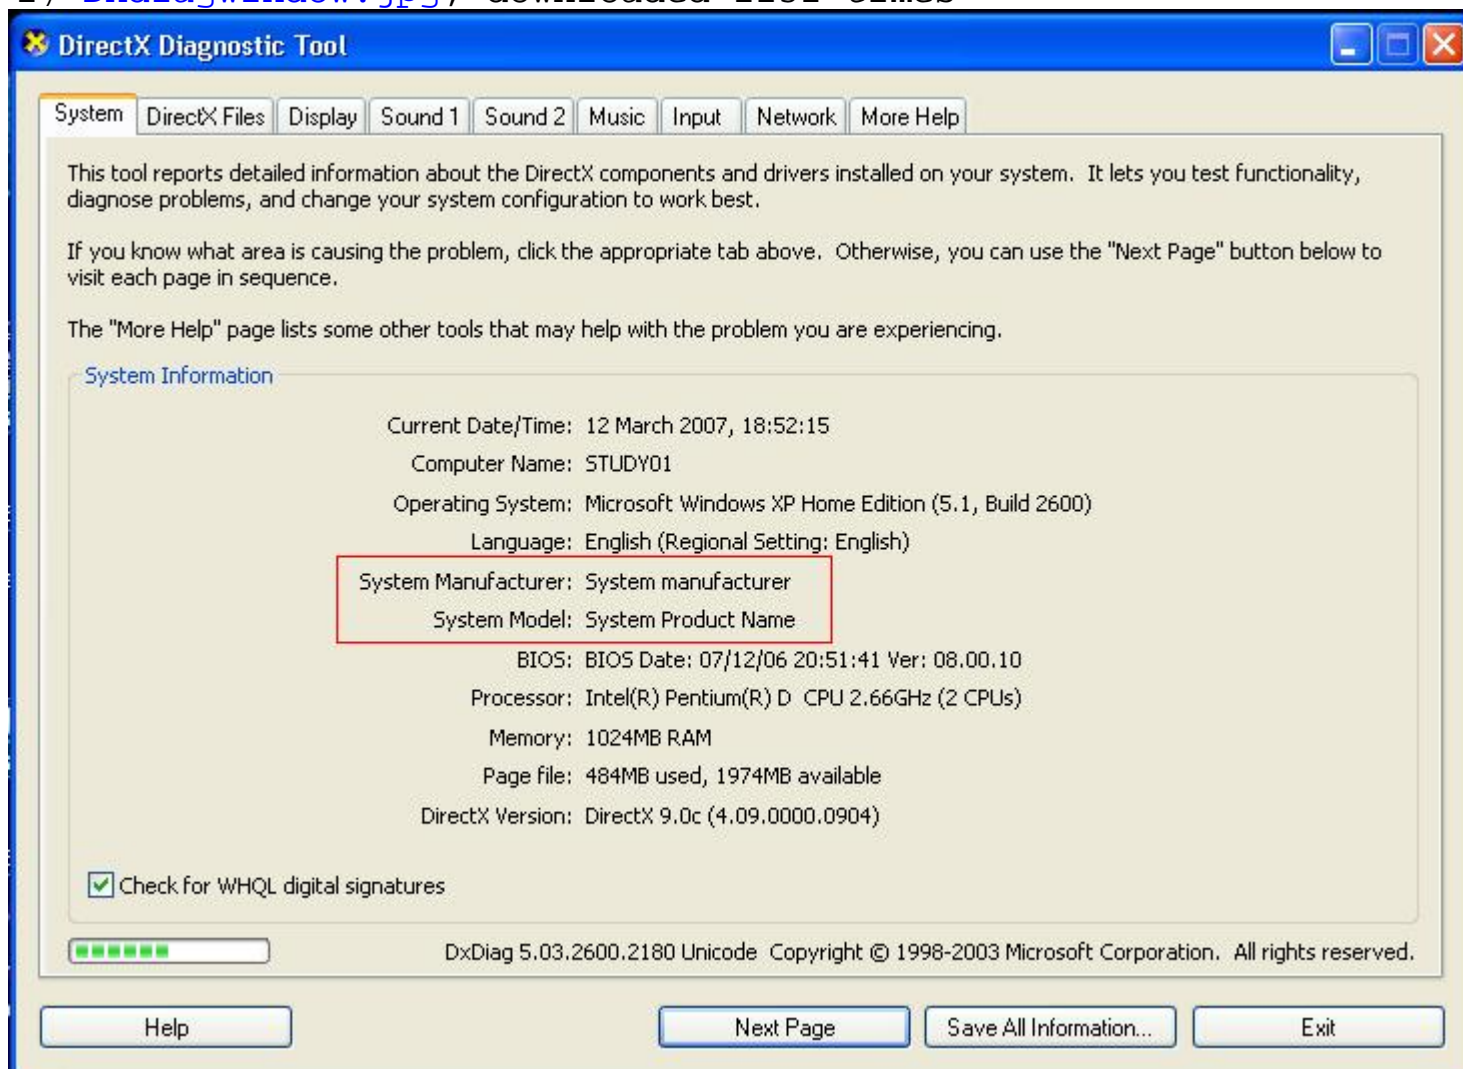 DirectX Diagnostic Tool
System DirectX Files Display Sound 1 Sound 2 Music Input Network More Help
This tool reports detailed information about the DirectX components and drivers installed on your system. It lets you test functionality,
diagnose problems, and change your system configuration to work best.
If you know what area is causing the problem, click the appropriate tab above. Otherwise, you can use the "Next Page" button below to
visit each page in sequence.
The "More Help" page lists some other tools that may help with the problem you are experiencing.
System Information
Current Date/Time: 12 March 2007, 18:52:15
Computer Name: STUDY01
Operating System: Microsoft Windows XP Home Edition (5.1, Build 2600)
Language: English (Regional Setting: English)
System Manufacturer: System manufacturer
System Model: System Product Name
BIOS: BIOS Date: 07/12/06 20:51:41 Ver: 08.00.10
Processor: Intel(R) Pentium(R) D CPU 2.66GHz (2 CPUs)
Memory: 1024MB RAM
Page file: 484MB used, 1974MB available
DirectX Version: DirectX 9.0c (4.09.0000.0904)
Check for WHQL digital signatures
DxDiag 5.03.2600.2180 Unicode Copyright © 1998-2003 Microsoft Corporation. All rights reserved.
Help Next Page Save All Information... Exit